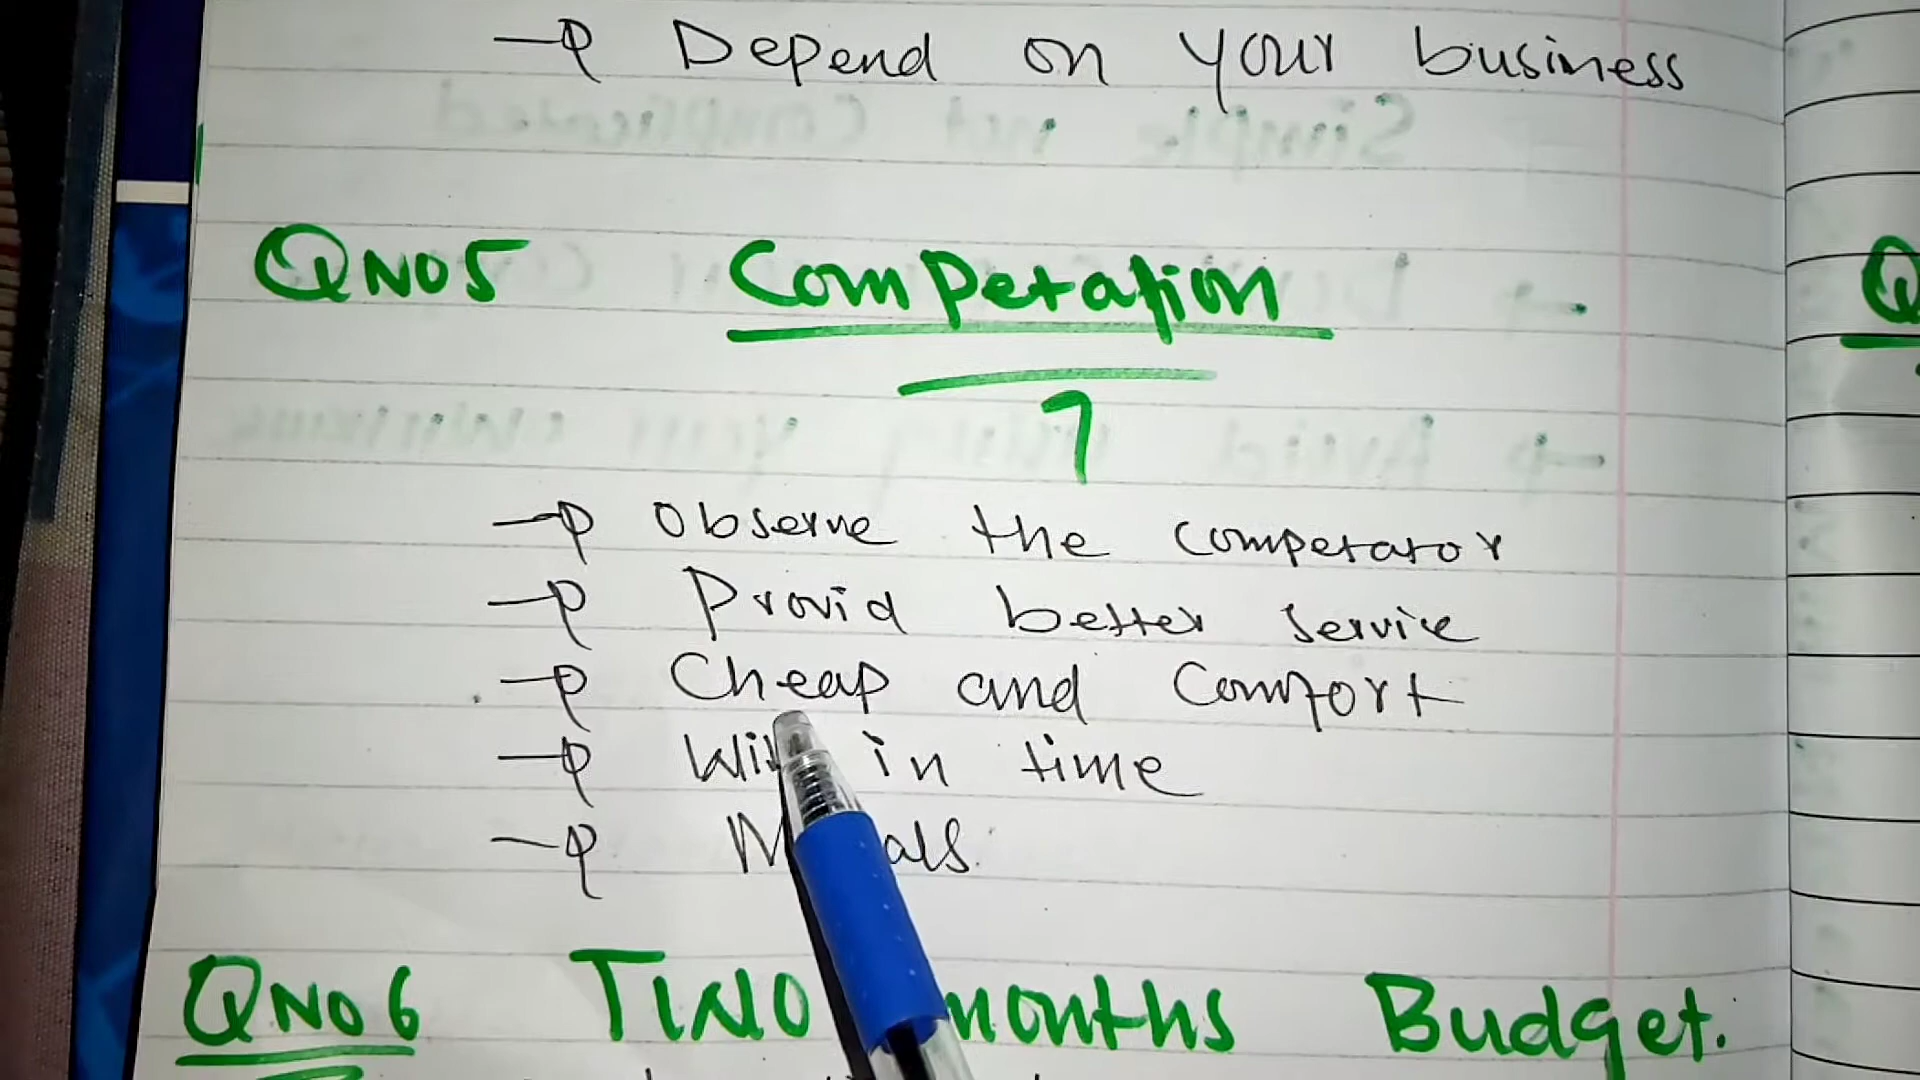 Depend on your business
QNO5 Competation
Observe the competator
Provid better service
Cheap and Comfort
in time
QNO6 Two months Budget.